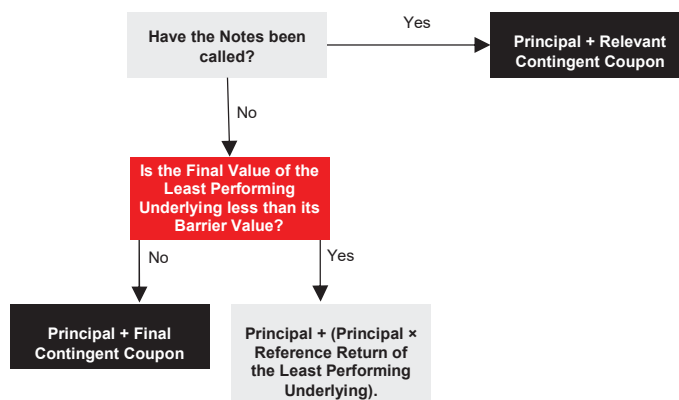 Have the Notes been
called?
Yes
Principal + Relevant
Contingent Coupon
No
Is the Final Value of the
Least Performing
Underlying less than its
Barrier Value?
No
Yes
Principal + Final
Contingent Coupon
Principal + (Principal ×
Reference Return of
the Least Performing
Underlying).